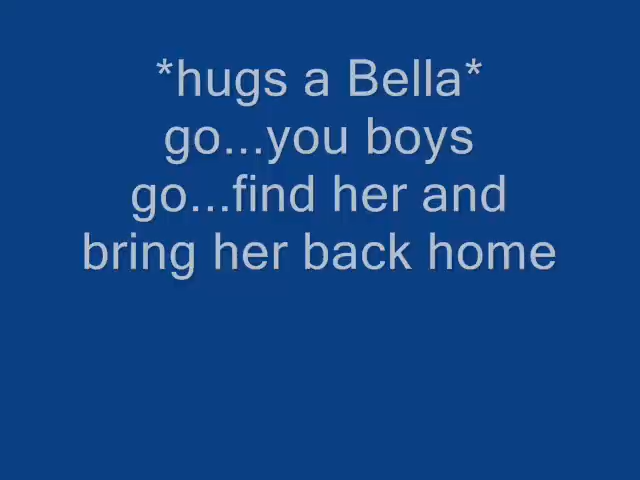 *hugs a Bella*
go...you boys
go...find her and
bring her back home